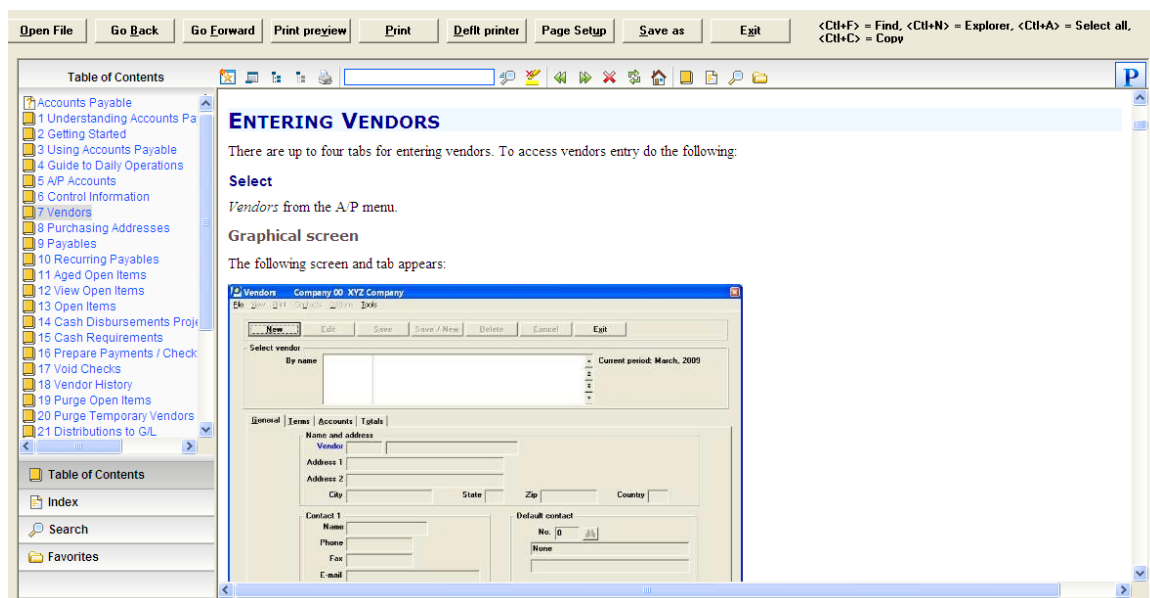 Open File Go Back Go Forward Print preview Print Deflt printer Page Setup Save as Exit <Ctl+F> = Find, <Ctl+N> = Explorer, <Ctl+A> = Select all,
<Ctl+C> = Copy
Table of Contents
P
Accounts Payable
1 Understanding Accounts Pa
2 Getting Started
3 Using Accounts Payable
4 Guide to Daily Operations
5 A/P Accounts
6 Control Information
7 Vendors
8 Purchasing Addresses
9 Payables
10 Recurring Payables
11 Aged Open Items
12 View Open Items
13 Open Items
14 Cash Disbursements Proje
15 Cash Requirements
16 Prepare Payments / Check
17 Void Checks
18 Vendor History
19 Purge Open Items
20 Purge Temporary Vendors
21 Distributions to G/L
Table of Contents
Index
Search
Favorites
ENTERING VENDORS
There are up to four tabs for entering vendors. To access vendors entry do the following:
Select
Vendors from the A/P menu.
Graphical screen
The following screen and tab appears:
Vendors Company 00 XYZ Company
File View Print Contacts Options Tools
New Edit Save Save / New Delete Cancel Exit
Select vendor
By name Current period: March, 2009
General Terms Accounts Totals
Name and address
Vendor
Address 1
Address 2
City State Zip Country
Contact 1 Default contact
Name No. 0
Phone None
Fax
E-mail